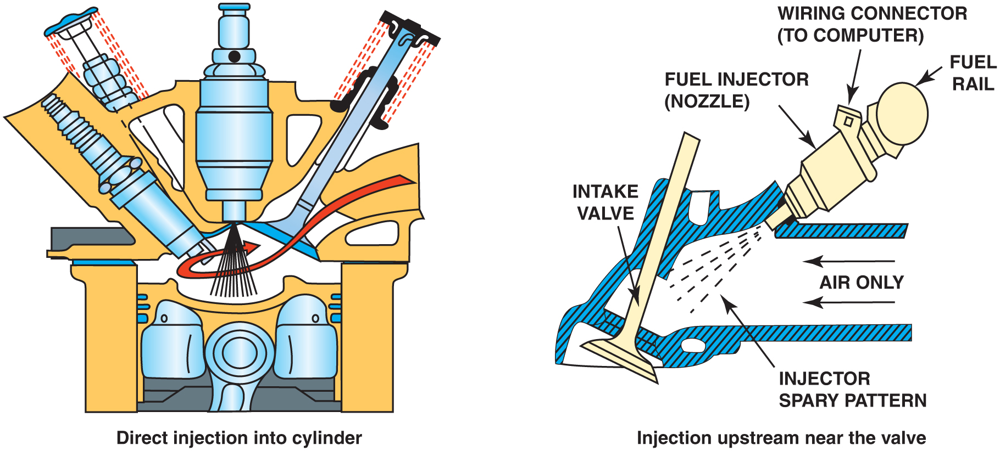 WIRING CONNECTOR
(TO COMPUTER)
FUEL
RAIL
FUEL INJECTOR
(NOZZLE)
INTAKE
VALVE
AIR ONLY
INJECTOR
SPARY PATTERN
Direct injection into cylinder
Injection upstream near the valve